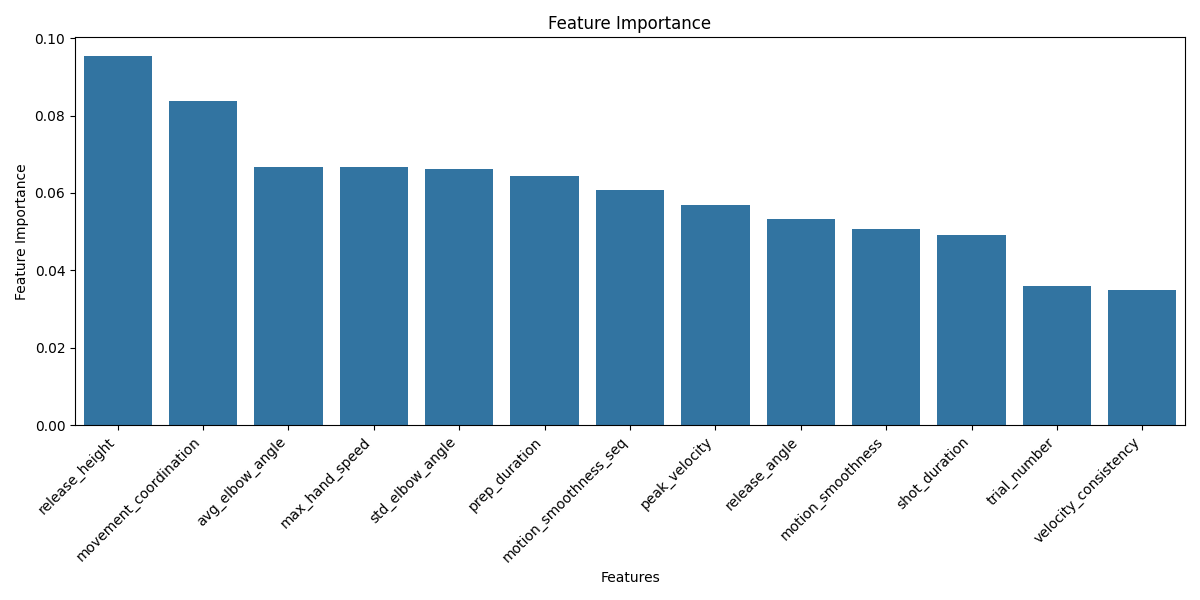 Feature Importance
Feature Importance
0.10
0.08
0.06
0.04
0.02
0.00
release_height
movement_coordination
avg_elbow_angle
max_hand_speed
std_elbow_angle
prep_duration
motion_smoothness_seq
peak_velocity
release_angle
motion_smoothness
shot_duration
trial_number
velocity_consistency
Features